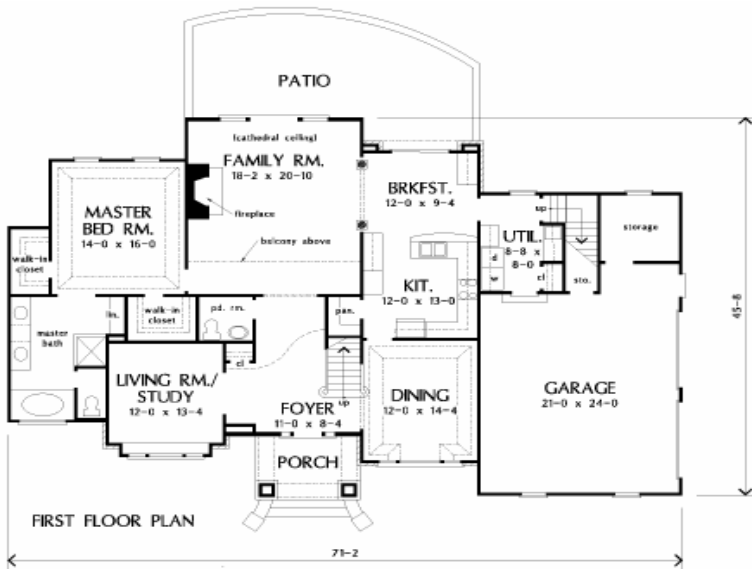 PATIO
(cathedral ceiling)
FAMILY RM.
18-2 x 20-10
fireplace
balcony above
BRKFST.
12-0 x 9-4
MASTER
BED RM.
14-0 x 16-0
walk-in
closet
up
UTIL.
8-8 x
8-0
d.
w.
cl
sto.
storage
KIT.
12-0 x 13-0
lin.
walk-in
closet
pd. rm.
pan.
master
bath
cl
LIVING RM./
STUDY
12-0 x 13-4
FOYER
11-0 x 8-4
up
DINING
12-0 x 14-4
GARAGE
21-0 x 24-0
45-8
PORCH
FIRST FLOOR PLAN
71-2